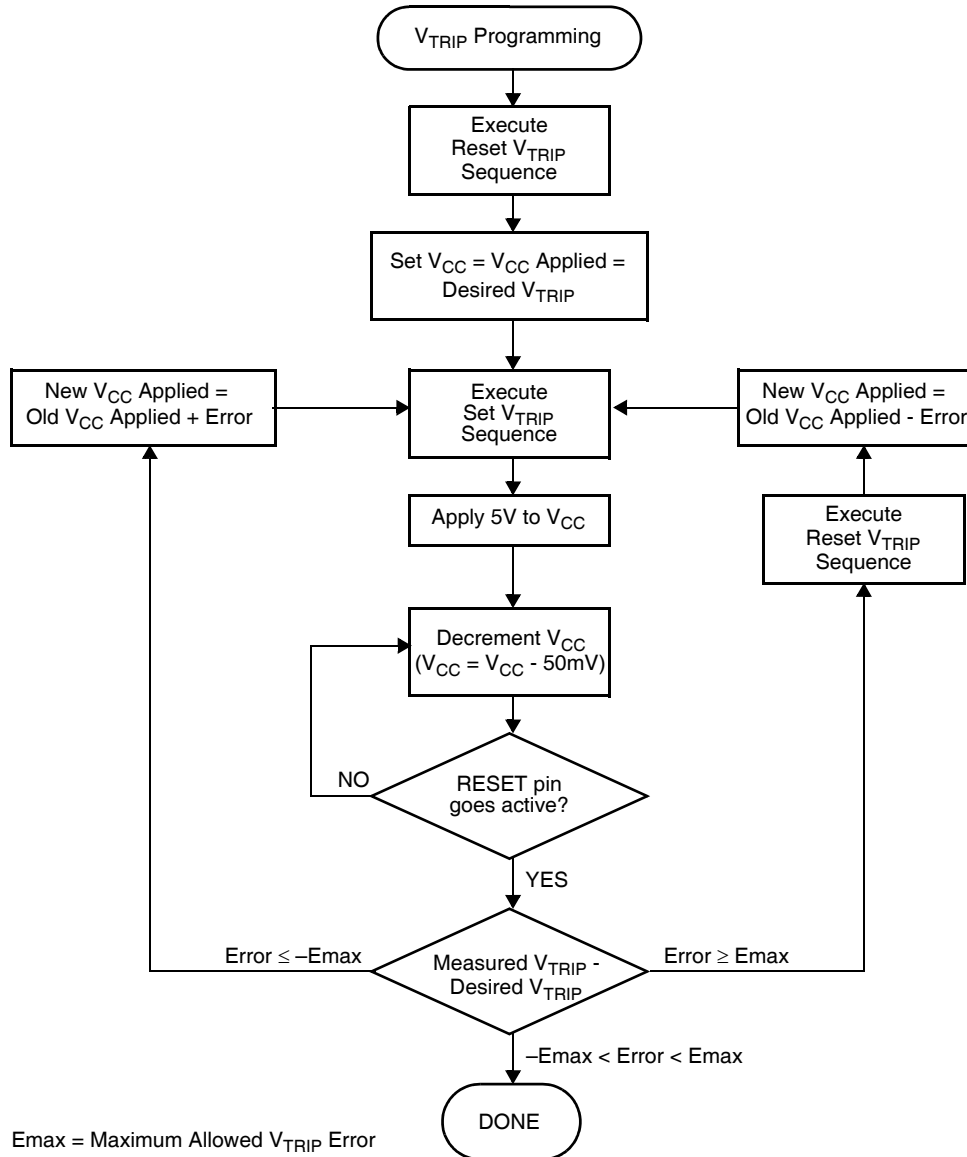 V_TRIP Programming
Execute
Reset V_TRIP
Sequence
Set V_CC = V_CC Applied =
Desired V_TRIP
New V_CC Applied =
Old V_CC Applied + Error
Execute
Set V_TRIP
Sequence
New V_CC Applied =
Old V_CC Applied - Error
Apply 5V to V_CC
Execute
Reset V_TRIP
Sequence
Decrement V_CC
(V_CC = V_CC - 50mV)
NO
RESET pin
goes active?
YES
Error ≤ –Emax
Measured V_TRIP -
Desired V_TRIP
Error ≥ Emax
–Emax < Error < Emax
DONE
Emax = Maximum Allowed V_TRIP Error